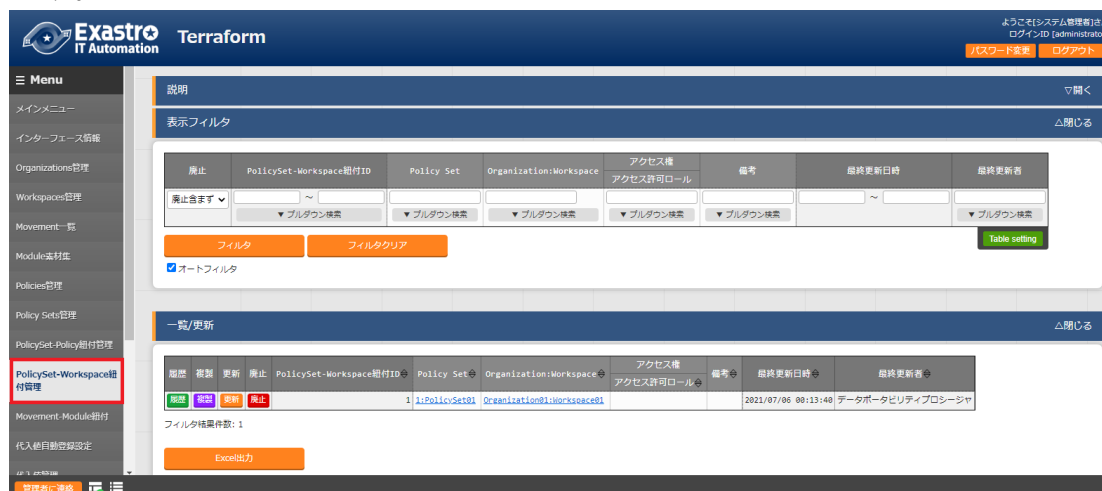 Exastro
IT Automation
Terraform
ようこそ[システム管理者]さ
ログインID [administrato
パスワード変更
ログアウト
Menu
メインメニュー
インターフェース情報
Organizations管理
Workspaces管理
Movement一覧
Module素材集
Policies管理
Policy Sets管理
PolicySet-Policy紐付管理
PolicySet-Workspace紐
付管理
Movement-Module紐付
代入値自動登録設定
説明
▽開く
表示フィルタ
△閉じる
廃止 PolicySet-Workspace紐付ID Policy Set Organization:Workspace アクセス権 備考 最終更新日時 最終更新者
アクセス許可ロール
廃止含まず ～ ～
▼ プルダウン検索 ▼ プルダウン検索 ▼ プルダウン検索 ▼ プルダウン検索 ▼ プルダウン検索 ▼ プルダウン検索
フィルタ フィルタクリア
Table setting
オートフィルタ
一覧/更新
△閉じる
履歴 複製 更新 廃止 PolicySet-Workspace紐付ID Policy Set Organization:Workspace アクセス権 備考 最終更新日時 最終更新者
アクセス許可ロール
履歴 複製 更新 廃止 1 1:PolicySet01 Organization01:Workspace01 2021/07/06 00:13:40 データポータビリティプロシージャ
フィルタ結果件数: 1
Excel出力
管理者に連絡